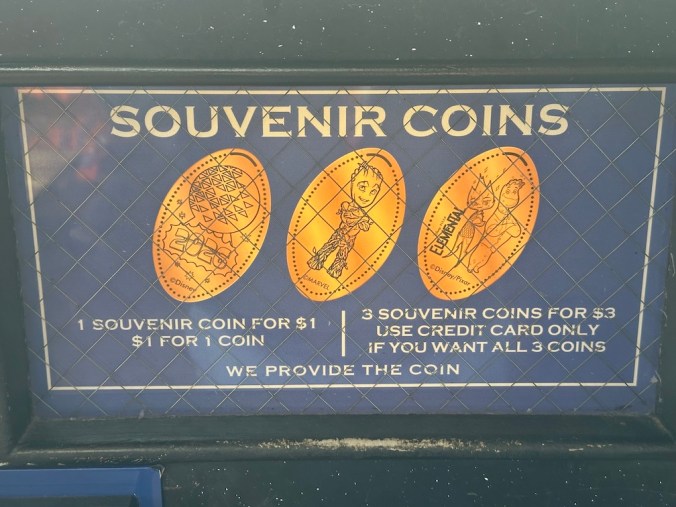 SOUVENIR COINS
2026
©Disney
©MARVEL
ELEMENTAL
©Disney/Pixar
1 SOUVENIR COIN FOR $1
$1 FOR 1 COIN
3 SOUVENIR COINS FOR $3
USE CREDIT CARD ONLY
IF YOU WANT ALL 3 COINS
WE PROVIDE THE COIN